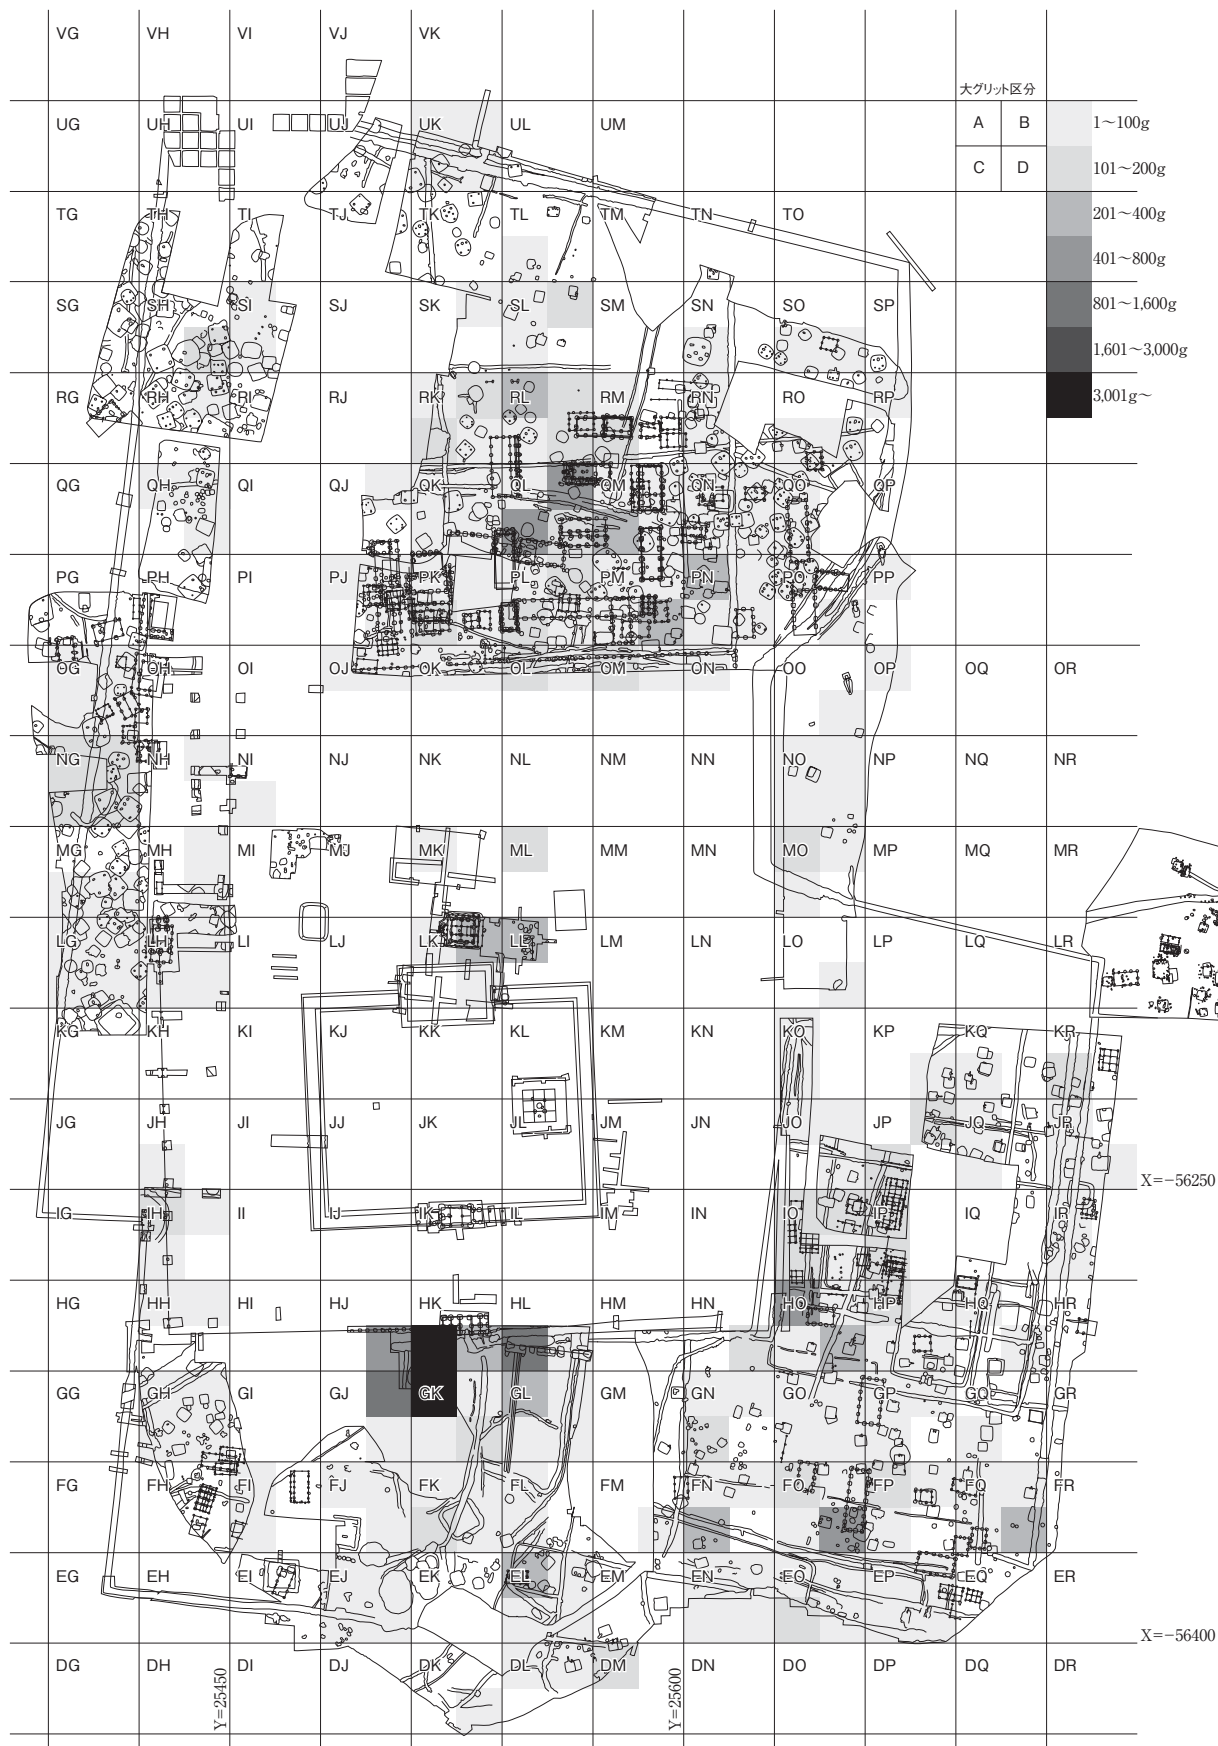 VG VH VI VJ VK
大グリット区分
UG UH UI UJ UK UL UM A B 1～100g
C D 101～200g
TG TH TI TJ TK TL TM TN TO 201～400g
401～800g
SG SH SI SJ SK SL SM SN SO SP 801～1,600g
1,601～3,000g
RG RH RI RJ RK RL RM RN RO RP 3,001g～
QG QH QI QJ QK QL QM QN QO QP
PG PH PI PJ PK PL PM PN PO PP
OG OH OI OJ OK OL OM ON OO OP OQ OR
NG NH NI NJ NK NL NM NN NO NP NQ NR
MG MH MI MJ MK ML MM MN MO MP MQ MR
LG LH LI LJ LK LL LM LN LO LP LQ LR
KG KH KI KJ KK KL KM KN KO KP KQ KR
JG JH JI JJ JK JL JM JN JO JP JQ JR
X=-56250
IG IH II IJ IK IL IM IN IO IP IQ IR
HG HH HI HJ HK HL HM HN HO HP HQ HR
GG GH GI GJ GK GL GM GN GO GP GQ GR
FG FH FI FJ FK FL FM FN FO FP FQ FR
EG EH EI EJ EK EL EM EN EO EP EQ ER
X=-56400
DG DH DI DJ DK DL DM DN DO DP DQ DR
Y=25450
Y=25600